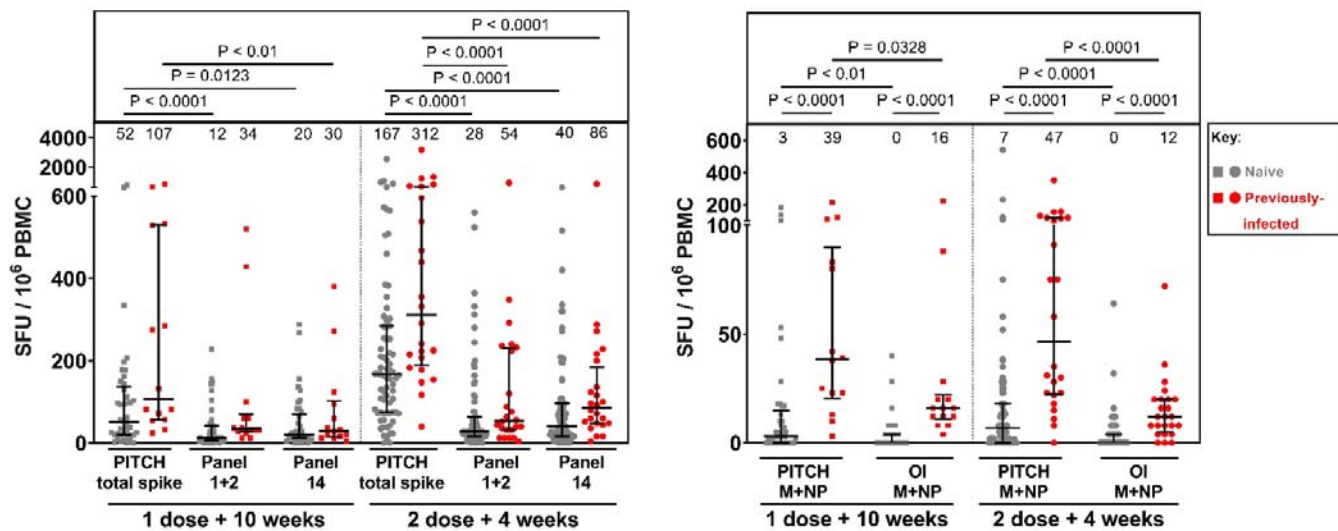 P < 0.0001
P < 0.01
P < 0.0001
P = 0.0123
P < 0.0001
P < 0.0001
P < 0.0001
52 107 12 34 20 30 167 312 28 54 40 86
4000
2000
600
400
200
0
SFU / 10⁶ PBMC
PITCH Panel Panel PITCH Panel Panel
total spike 1+2 14 total spike 1+2 14
1 dose + 10 weeks 2 dose + 4 weeks
P = 0.0328 P < 0.0001
P < 0.01 P < 0.0001
P < 0.0001 P < 0.0001 P < 0.0001 P < 0.0001
3 39 0 16 7 47 0 12
600
400
200
100
50
0
SFU / 10⁶ PBMC
PITCH OI PITCH OI
M+NP M+NP M+NP M+NP
1 dose + 10 weeks 2 dose + 4 weeks
Key:
Naive
Previously-
infected